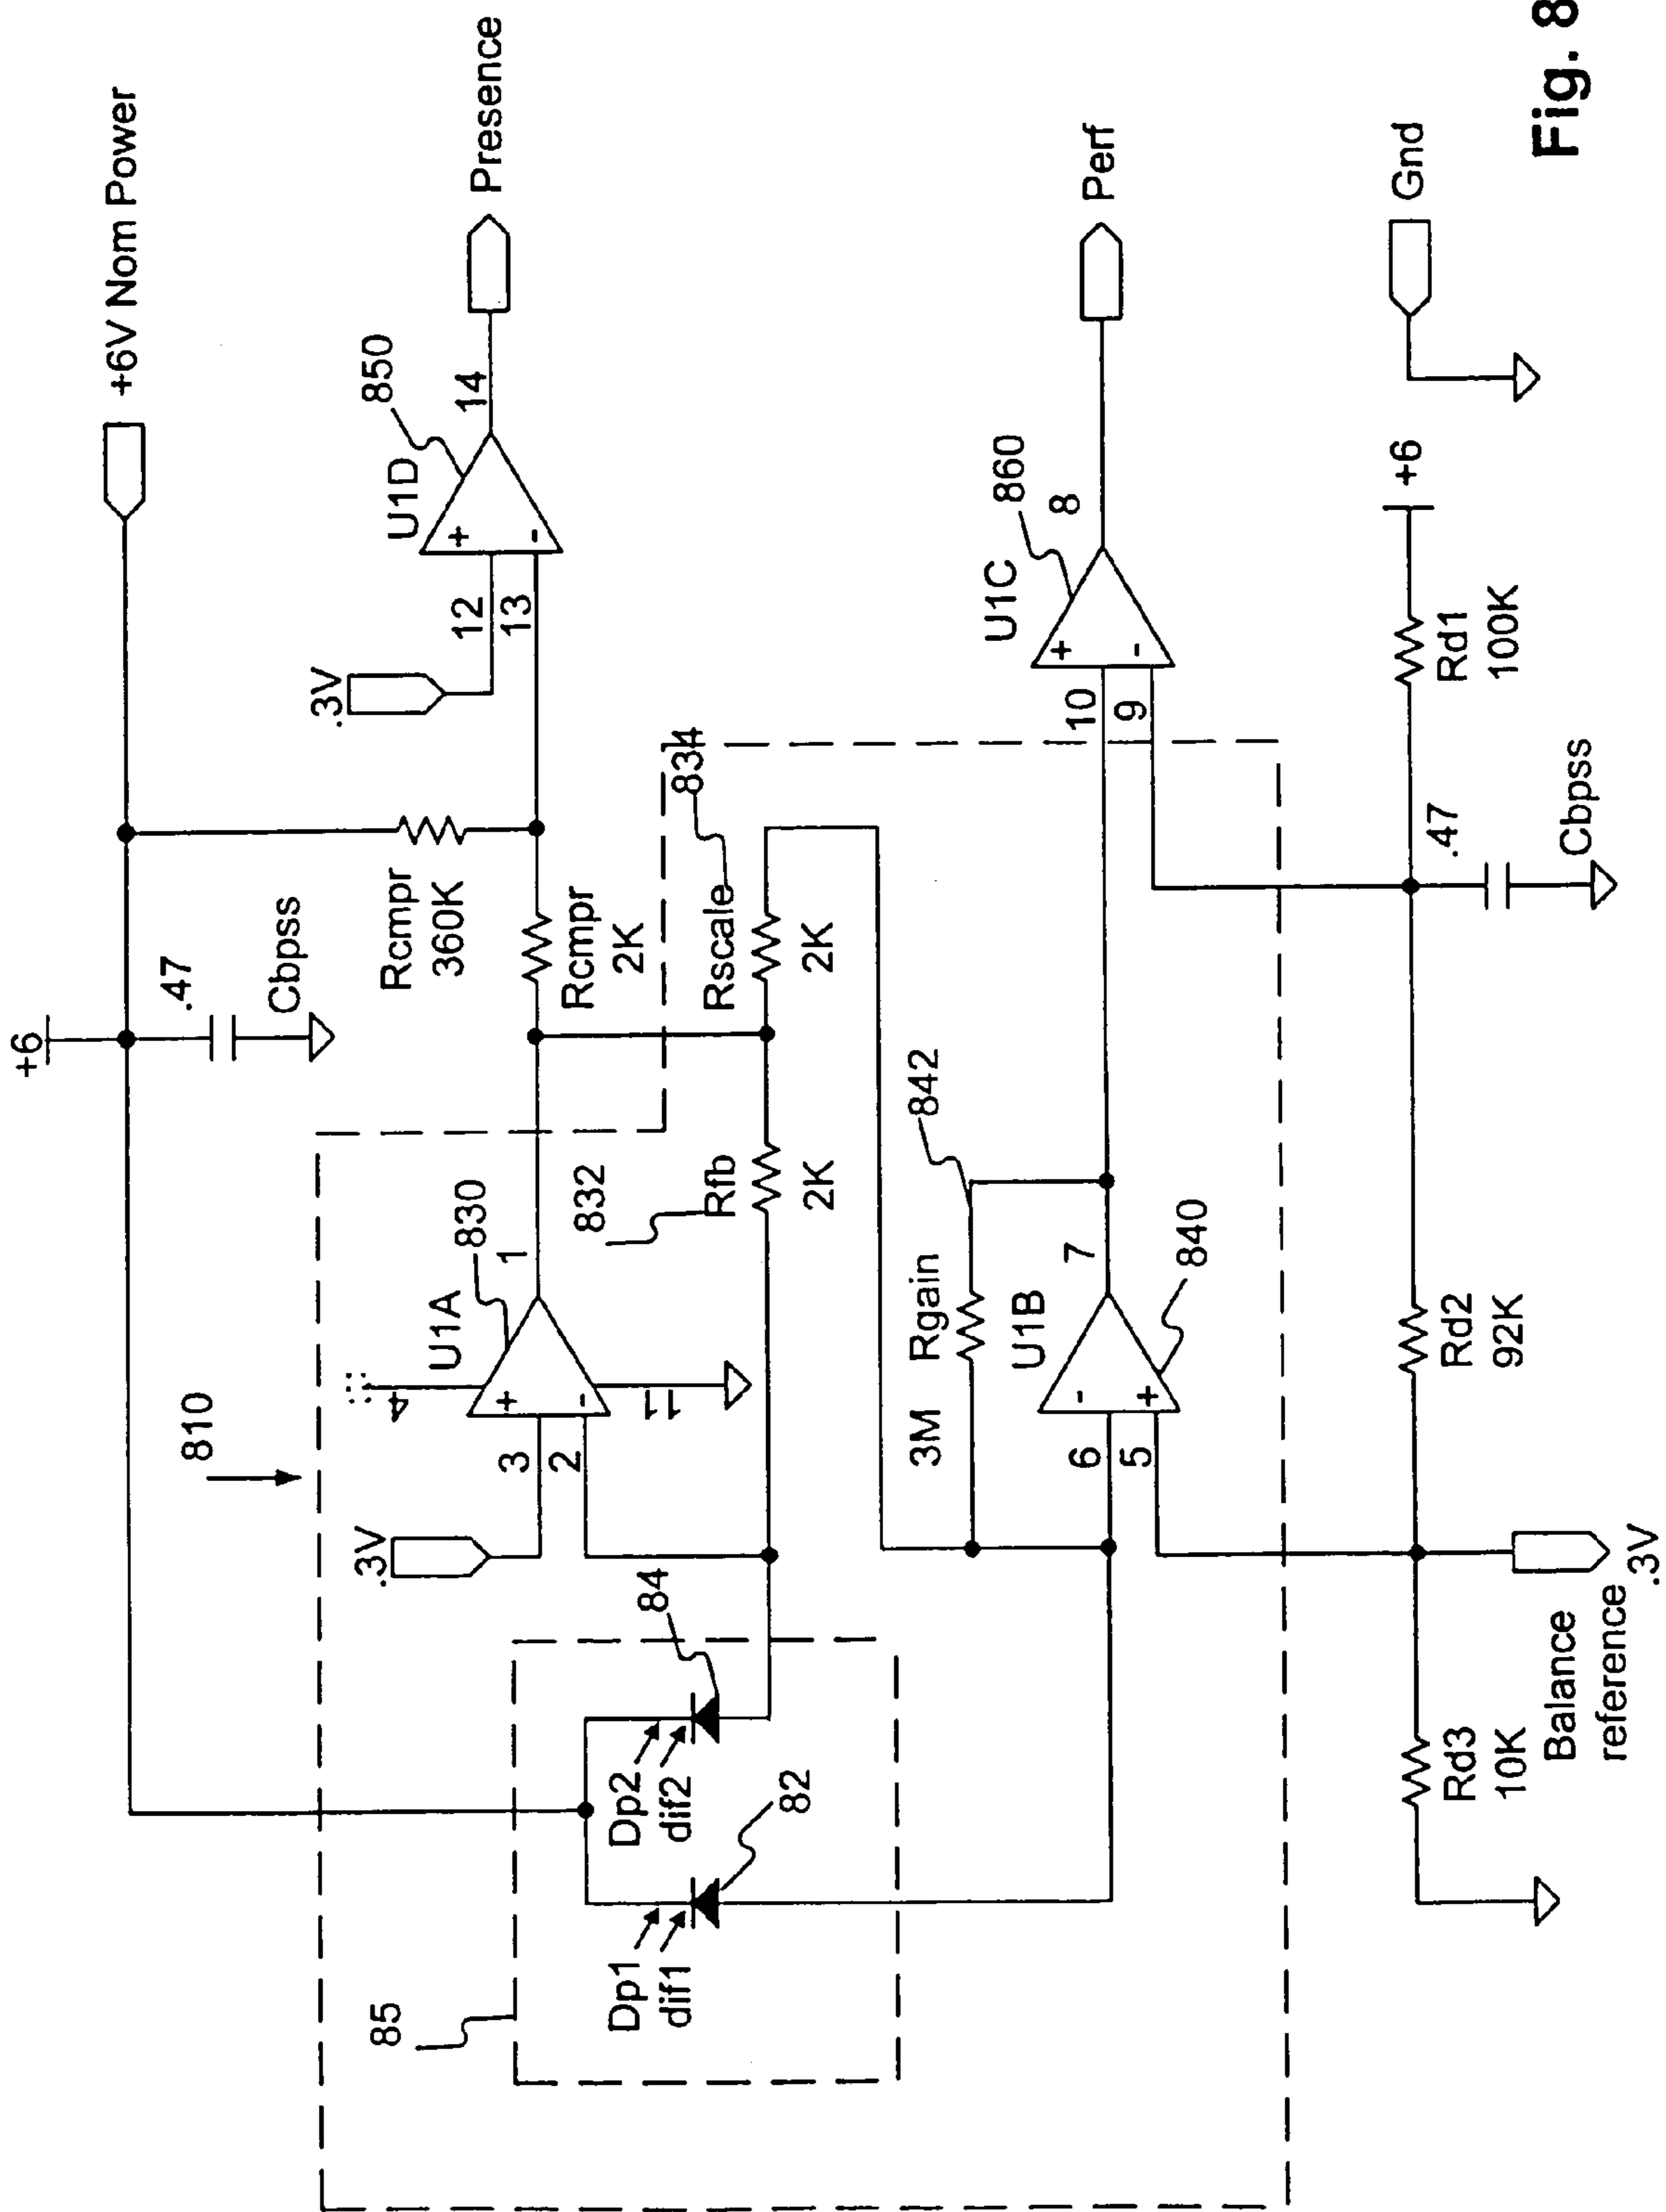 +6
+6V Nom Power
.47
Cbpss
Rcmpr
360K
.3V
U1D
850
+
-
12
13
14
Presence
810
.3V
3
2
U1A
830
+
-
4
11
1
832
Rfb
2K
Rcmpr
2K
834
Rscale
2K
85
Dp1
dif1
Dp2
dif2
84
82
842
3M Rgain
U1B
6
5
-
+
7
840
U1C
860
10
9
+
-
8
Perf
Rd3
10K
Balance
reference
.3V
Rd2
92K
.47
Cbpss
Rd1
100K
+6
Gnd
Fig. 8